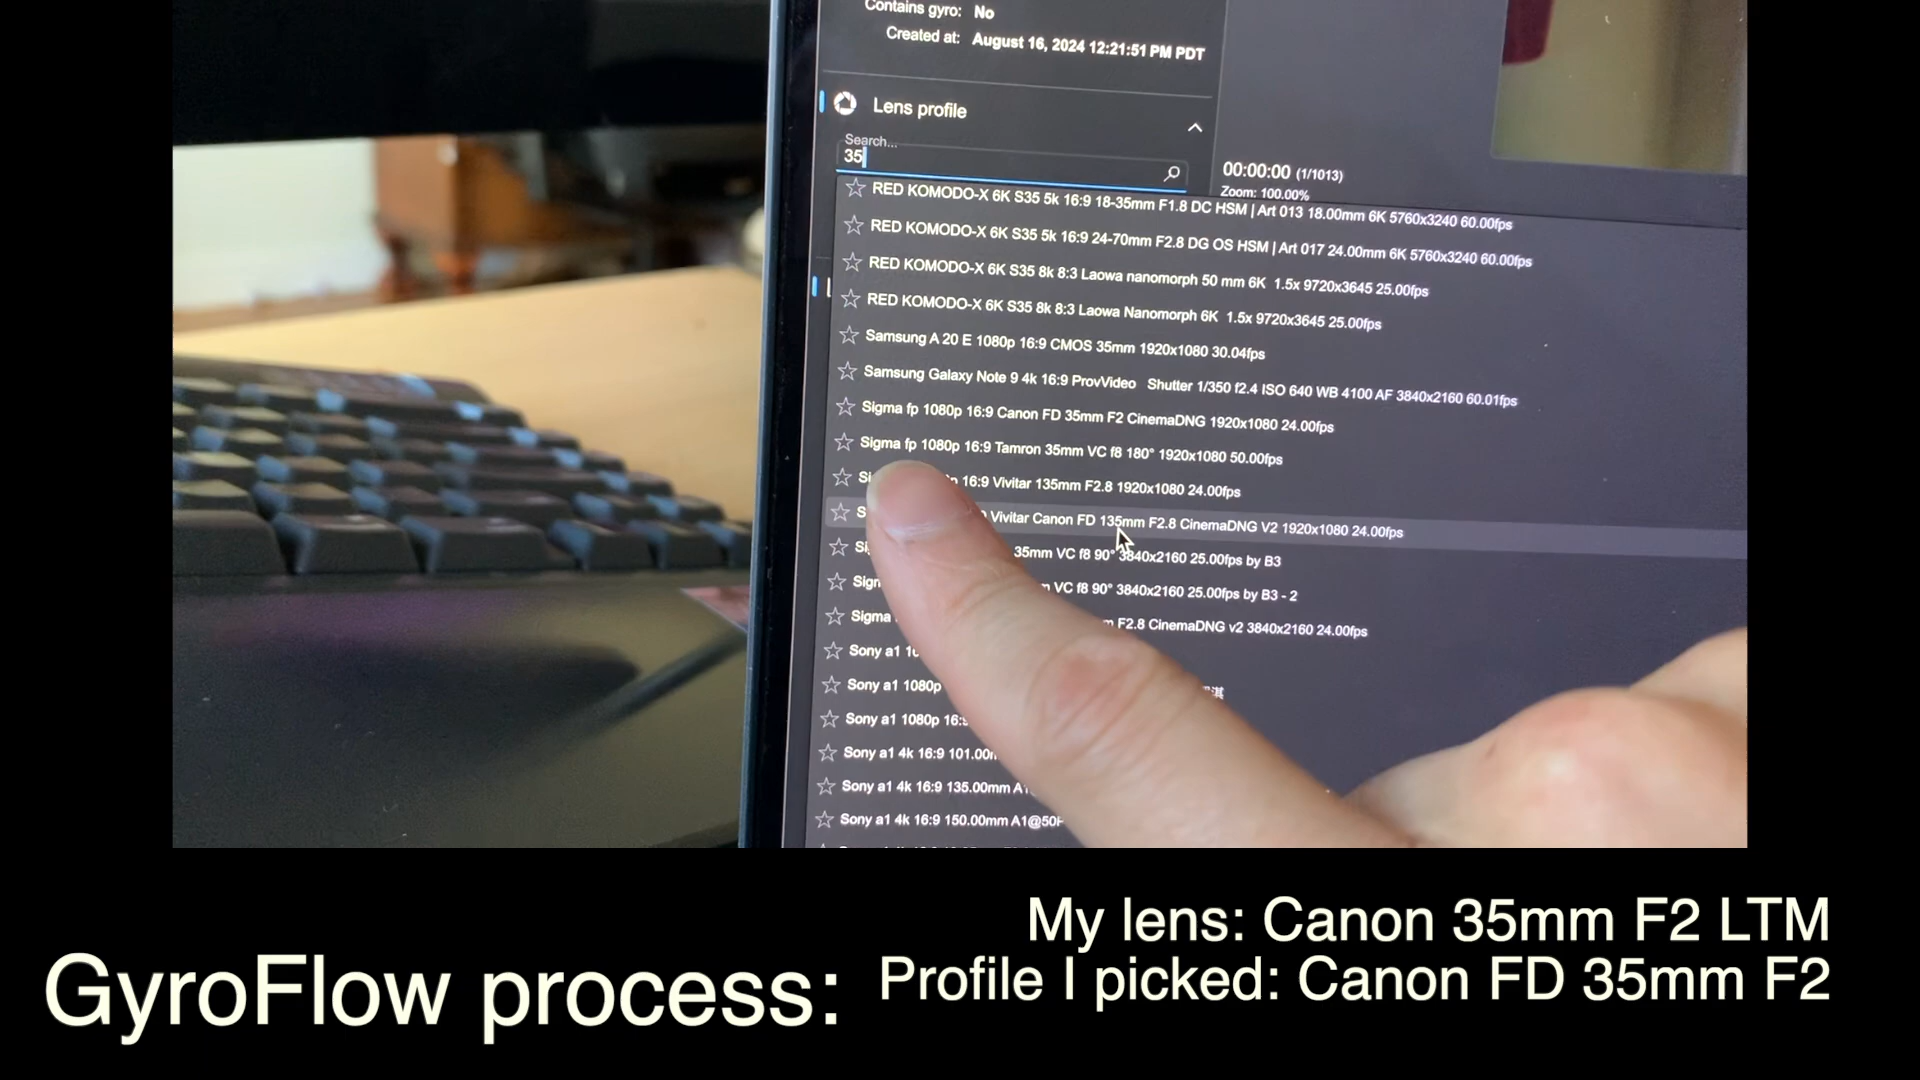 Contains gyro: No
Created at: August 16, 2024 12:21:51 PM PDT
Lens profile
Search...
35
00:00:00 (1/1013)
Zoom: 100.00%
RED KOMODO-X 6K S35 5k 16:9 18-35mm F1.8 DC HSM | Art 013 18.00mm 6K 5760x3240 60.00fps
RED KOMODO-X 6K S35 5k 16:9 24-70mm F2.8 DG OS HSM | Art 017 24.00mm 6K 5760x3240 60.00fps
RED KOMODO-X 6K S35 8k 8:3 Laowa nanomorph 50 mm 6K 1.5x 9720x3645 25.00fps
RED KOMODO-X 6K S35 8k 8:3 Laowa Nanomorph 6K 1.5x 9720x3645 25.00fps
Samsung A 20 E 1080p 16:9 CMOS 35mm 1920x1080 30.04fps
Samsung Galaxy Note 9 4k 16:9 ProvVideo Shutter 1/350 f2.4 ISO 640 WB 4100 AF 3840x2160 60.01fps
Sigma fp 1080p 16:9 Canon FD 35mm F2 CinemaDNG 1920x1080 24.00fps
Sigma fp 1080p 16:9 Tamron 35mm VC f8 180° 1920x1080 50.00fps
16:9 Vivitar 135mm F2.8 1920x1080 24.00fps
Vivitar Canon FD 135mm F2.8 CinemaDNG V2 1920x1080 24.00fps
35mm VC f8 90° 3840x2160 25.00fps by B3
VC f8 90° 3840x2160 25.00fps by B3 - 2
Sigma F2.8 CinemaDNG v2 3840x2160 24.00fps
Sony a1
Sony a1 1080p
Sony a1 1080p 16:9
Sony a1 4k 16:9
Sony a1 4k 16:9 135.00mm
Sony a1 4k 16:9 150.00mm A1@50
GyroFlow process:
My lens: Canon 35mm F2 LTM
Profile I picked: Canon FD 35mm F2